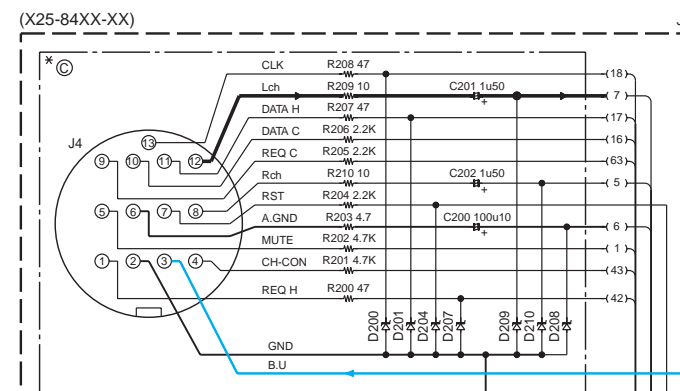 (X25-84XX-XX)
J
* ©
CLK R208 47 18
Lch R209 10 C201 1u50 + 7
DATA H R207 47 17
J4 13 DATA C R206 2.2K 16
9 10 11 12 REQ C R205 2.2K 63
Rch R210 10 C202 1u50 + 5
RST R204 2.2K
5 6 7 8 A.GND R203 4.7 C200 100u10 + 6
MUTE R202 4.7K 1
1 2 3 4 CH-CON R201 4.7K 43
REQ H R200 47 42
D200 D201 D204 D207 D209 D210 D208
GND
B.U